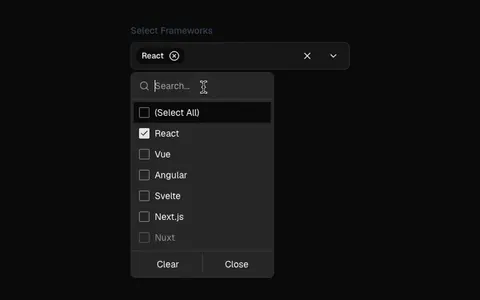 Select Frameworks
React
Search...
(Select All)
React
Vue
Angular
Svelte
Next.js
Nuxt
Clear Close